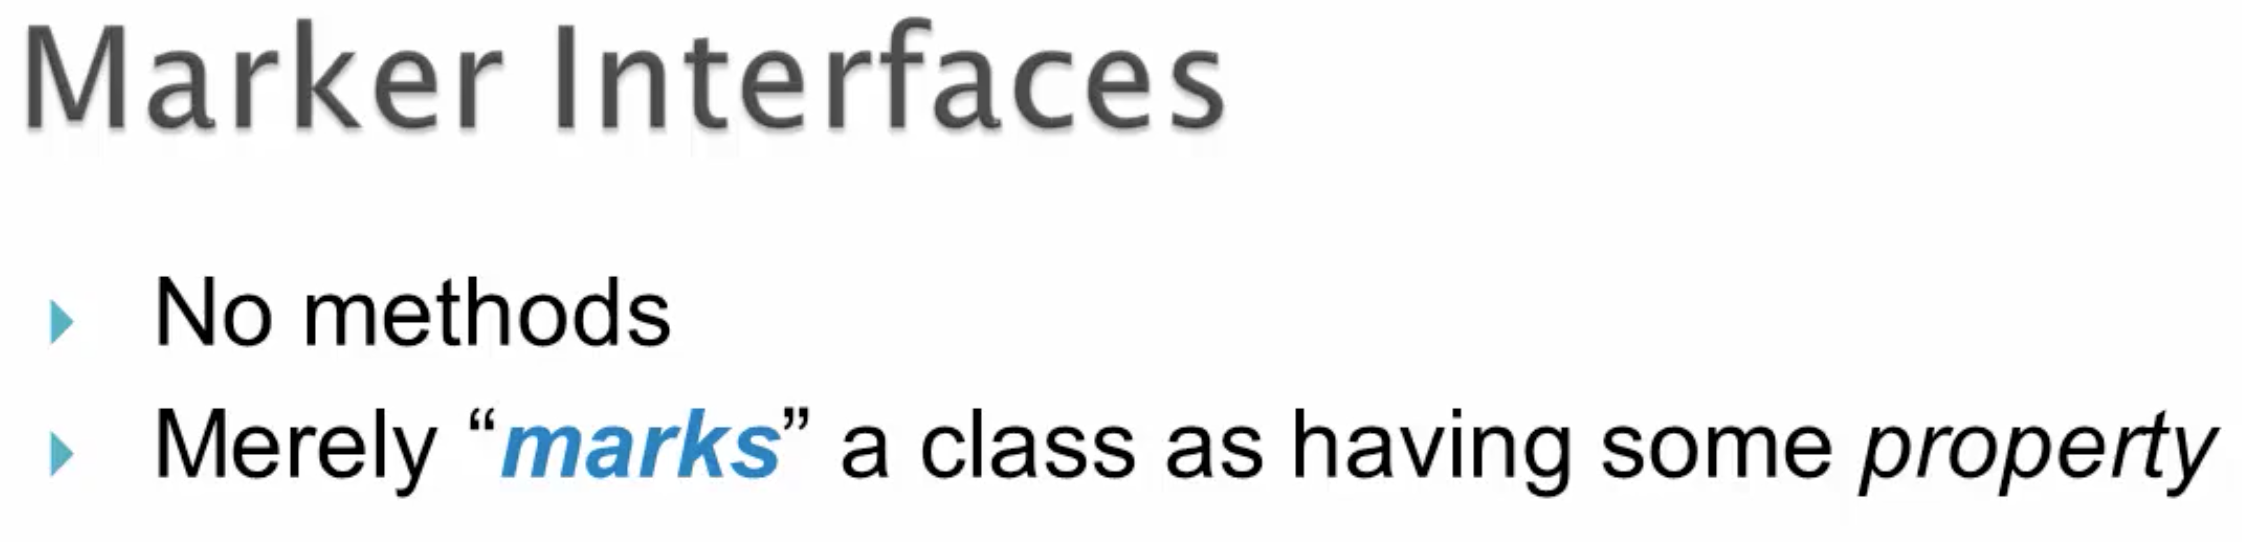 Marker Interfaces
No methods
Merely “marks” a class as having some property